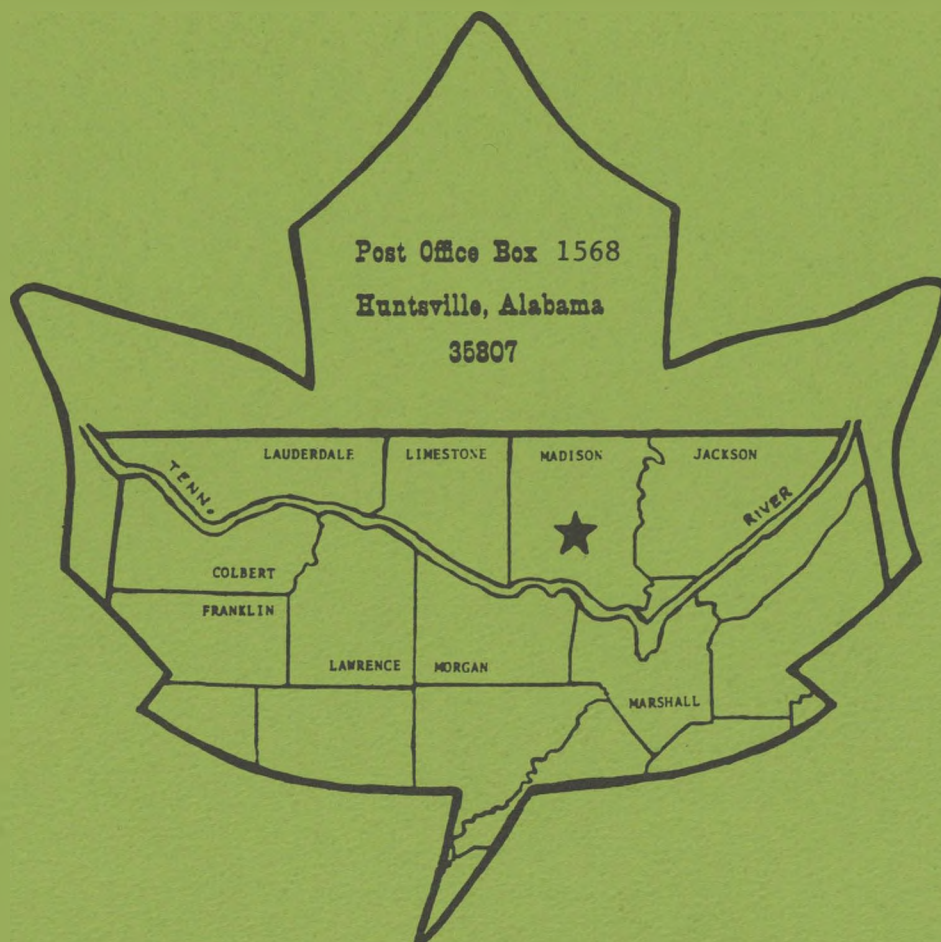 Post Office Box 1568
Huntsville, Alabama
35807
LAUDERDALE
LIMESTONE
MADISON
JACKSON
TENN.
RIVER
COLBERT
FRANKLIN
LAWRENCE
MORGAN
MARSHALL